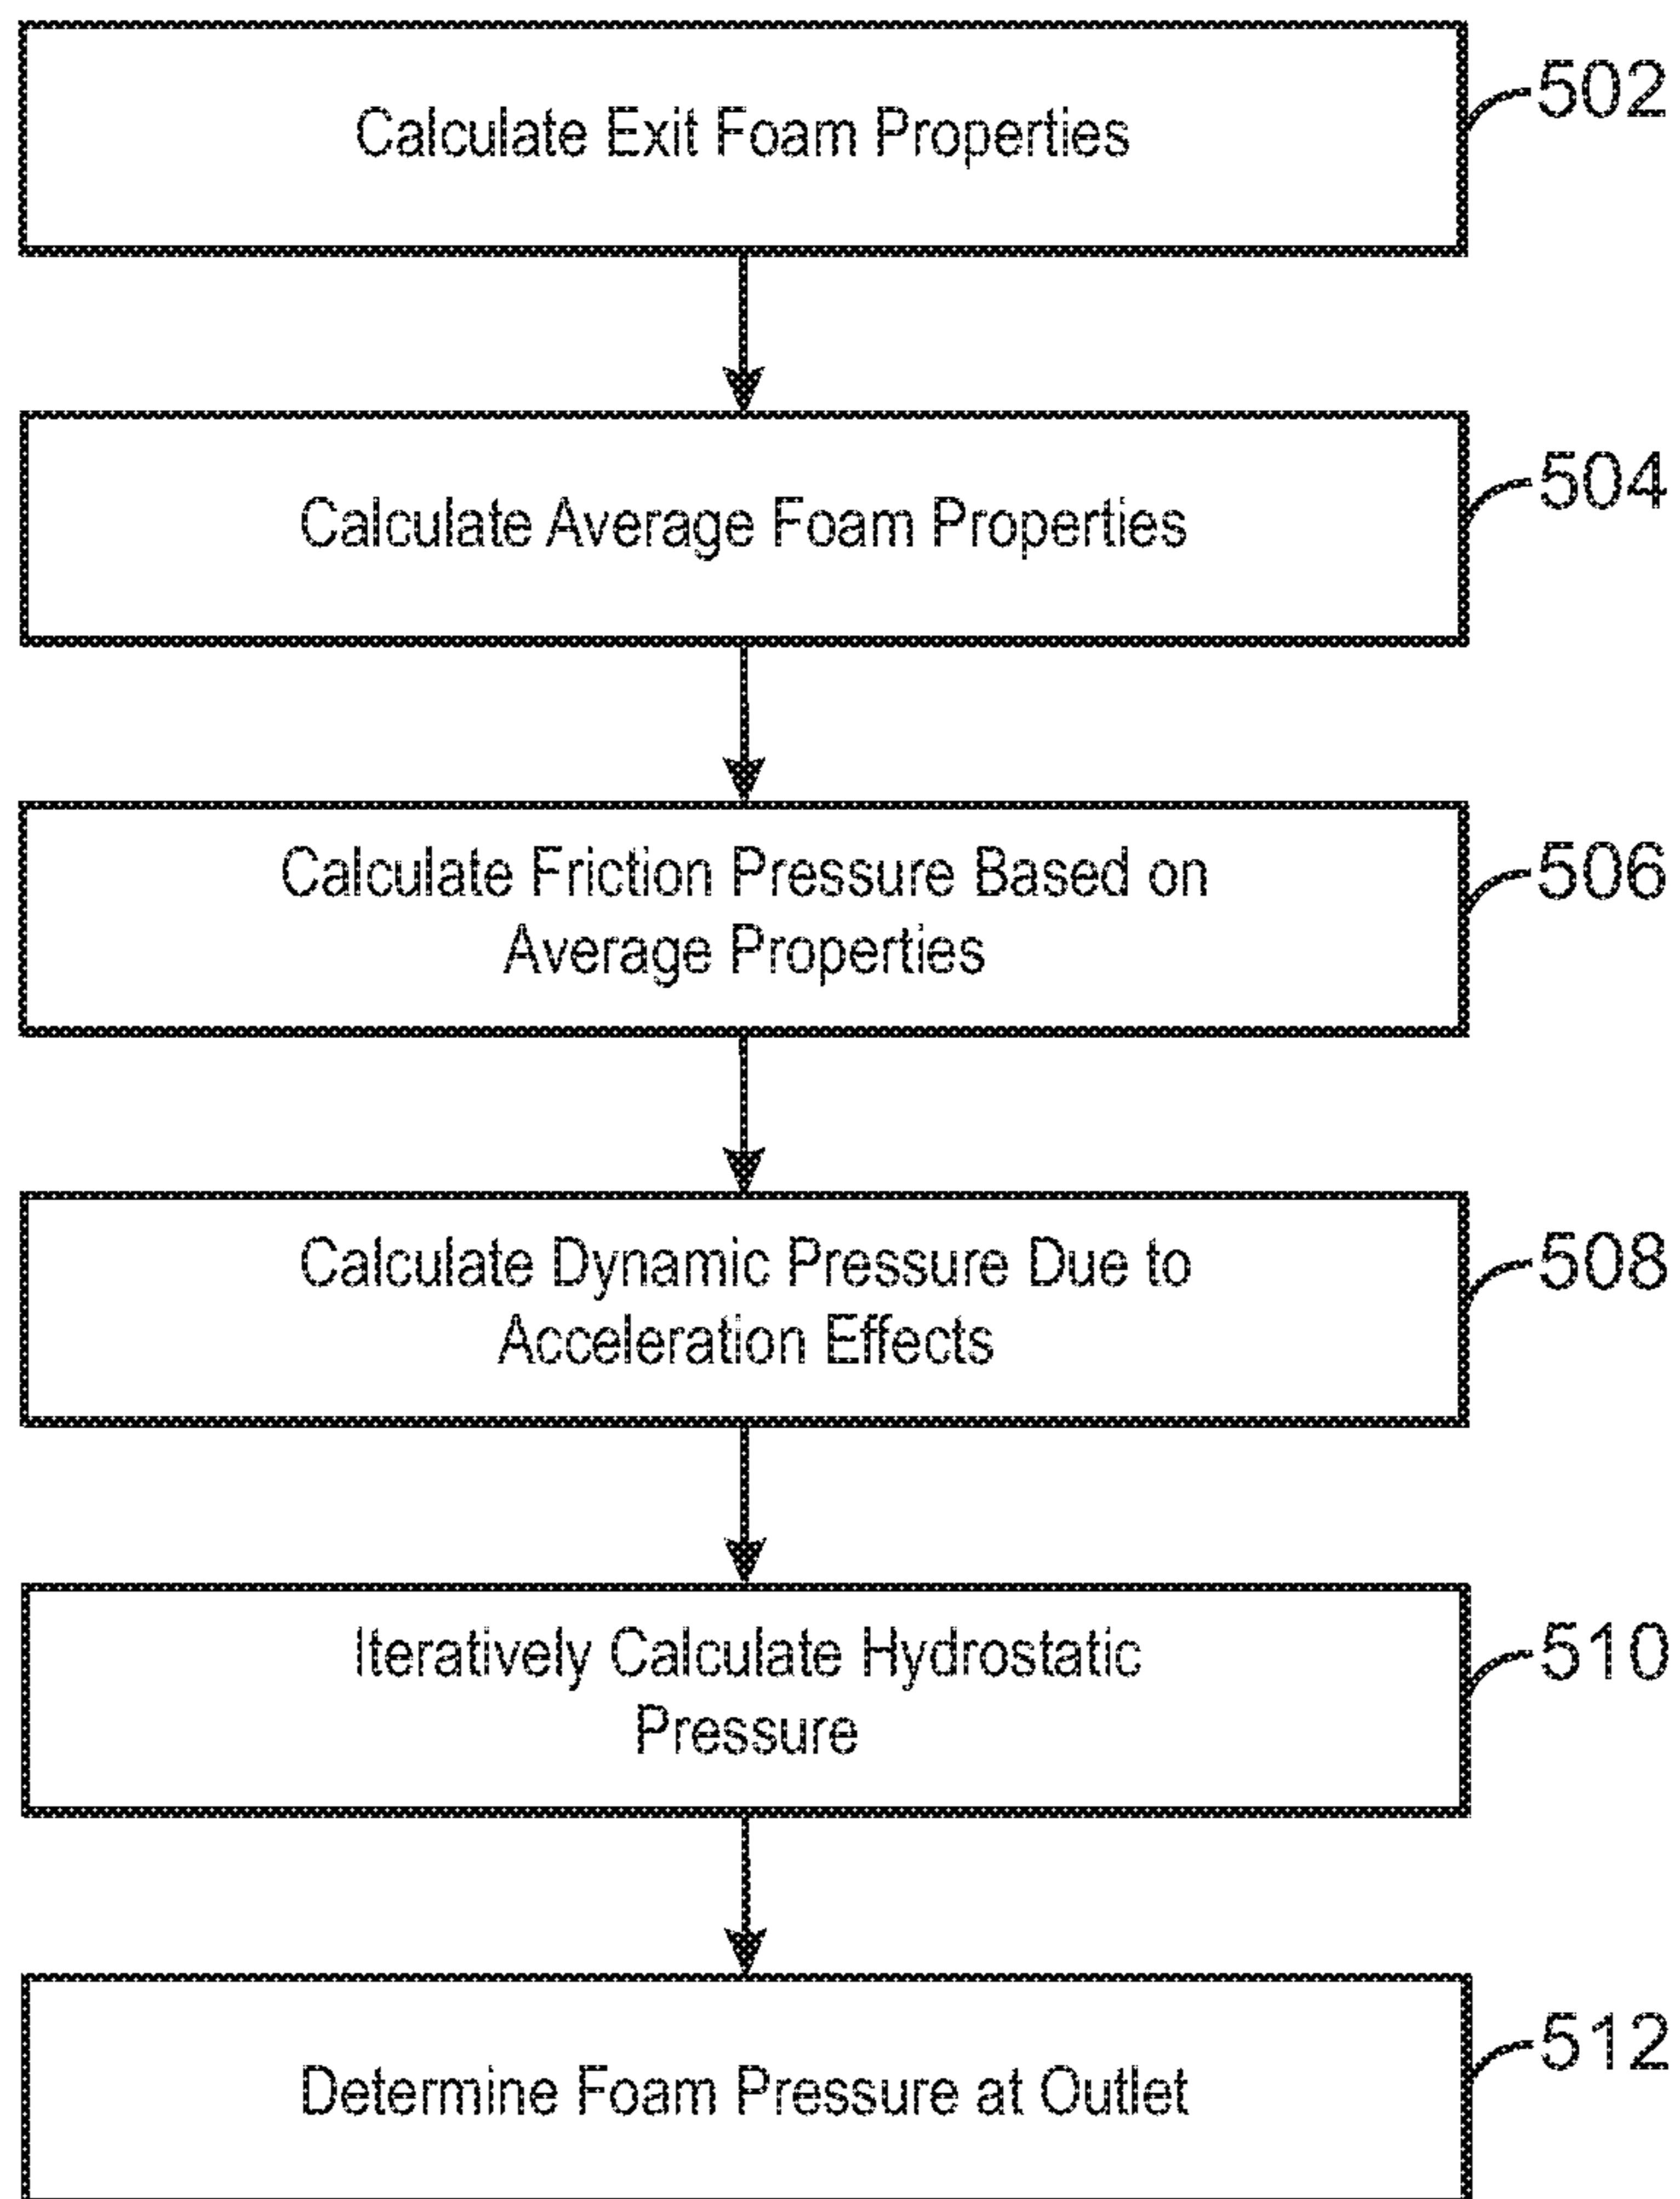 Calculate Exit Foam Properties
502
Calculate Average Foam Properties
504
Calculate Friction Pressure Based on
Average Properties
506
Calculate Dynamic Pressure Due to
Acceleration Effects
508
Iteratively Calculate Hydrostatic
Pressure
510
Determine Foam Pressure at Outlet
512